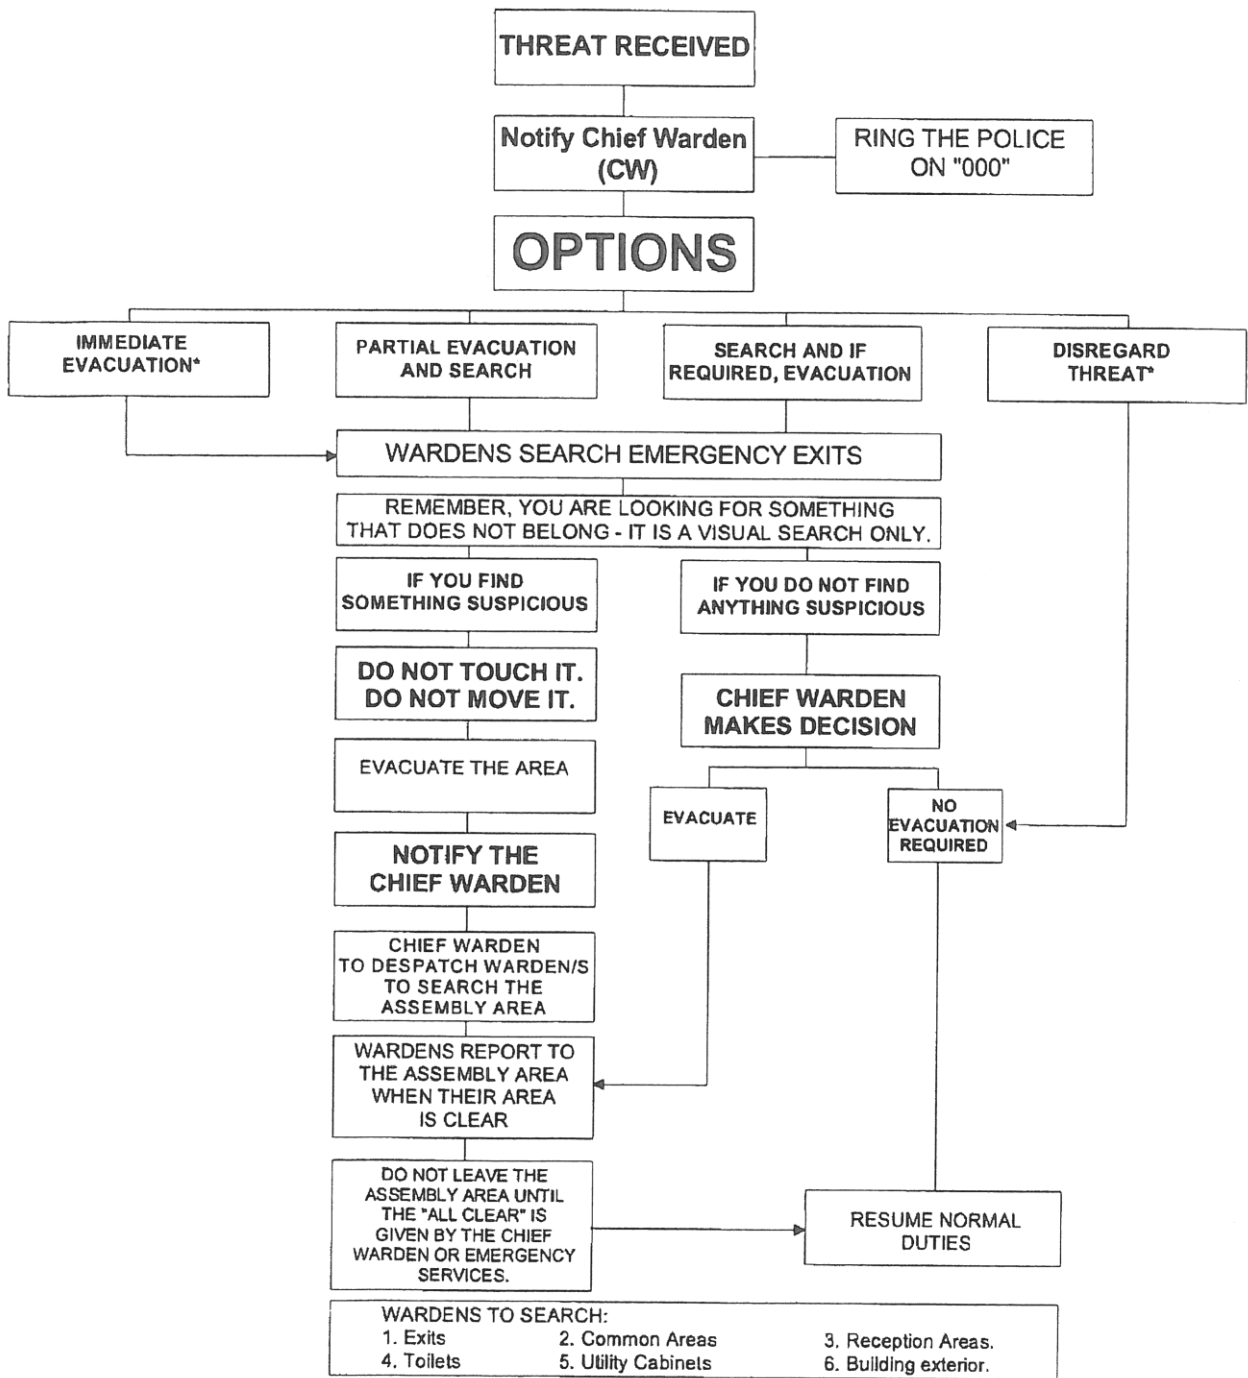 THREAT RECEIVED
Notify Chief Warden
(CW)
RING THE POLICE
ON "000"
OPTIONS
IMMEDIATE
EVACUATION*
PARTIAL EVACUATION
AND SEARCH
SEARCH AND IF
REQUIRED, EVACUATION
DISREGARD
THREAT*
WARDENS SEARCH EMERGENCY EXITS
REMEMBER, YOU ARE LOOKING FOR SOMETHING
THAT DOES NOT BELONG - IT IS A VISUAL SEARCH ONLY.
IF YOU FIND
SOMETHING SUSPICIOUS
IF YOU DO NOT FIND
ANYTHING SUSPICIOUS
DO NOT TOUCH IT.
DO NOT MOVE IT.
CHIEF WARDEN
MAKES DECISION
EVACUATE THE AREA
EVACUATE
NO
EVACUATION
REQUIRED
NOTIFY THE
CHIEF WARDEN
CHIEF WARDEN
TO DESPATCH WARDEN/S
TO SEARCH THE
ASSEMBLY AREA
WARDENS REPORT TO
THE ASSEMBLY AREA
WHEN THEIR AREA
IS CLEAR
DO NOT LEAVE THE
ASSEMBLY AREA UNTIL
THE "ALL CLEAR" IS
GIVEN BY THE CHIEF
WARDEN OR EMERGENCY
SERVICES.
RESUME NORMAL
DUTIES
WARDENS TO SEARCH:
1. Exits 2. Common Areas 3. Reception Areas.
4. Toilets 5. Utility Cabinets 6. Building exterior.